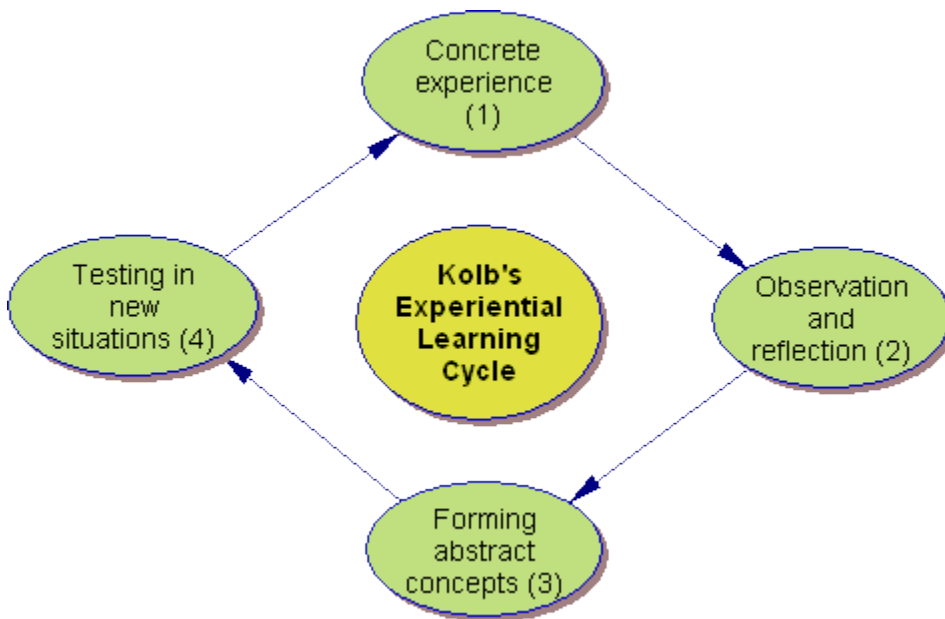 Concrete
experience
(1)
Testing in
new
situations (4)
Kolb's
Experiential
Learning
Cycle
Observation
and
reflection (2)
Forming
abstract
concepts (3)